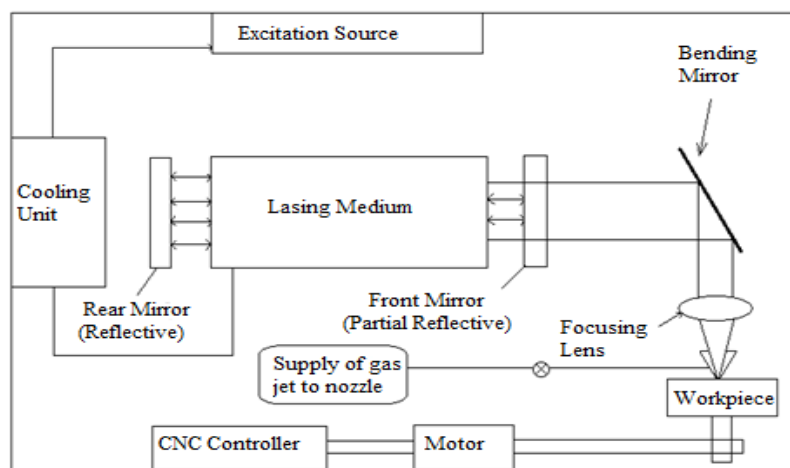 Excitation Source
Bending
Mirror
Cooling
Unit
Lasing Medium
Rear Mirror
(Reflective)
Front Mirror
(Partial Reflective)
Focusing
Lens
Supply of gas
jet to nozzle
Workpiece
CNC Controller
Motor